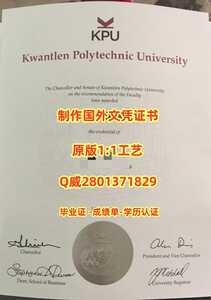 KPU
Kwantlen Polytechnic University
The Chancellor and Senate of Kwantlen Polytechnic University
on the recommendation of the Faculty
have awarded
制作国外文凭证书
the credential of
原版1:1工艺
Q威2801371829
毕业证·成绩单·学历认证
Chancellor
President and Vice Chancellor
Dean, School of Business
University Registrar